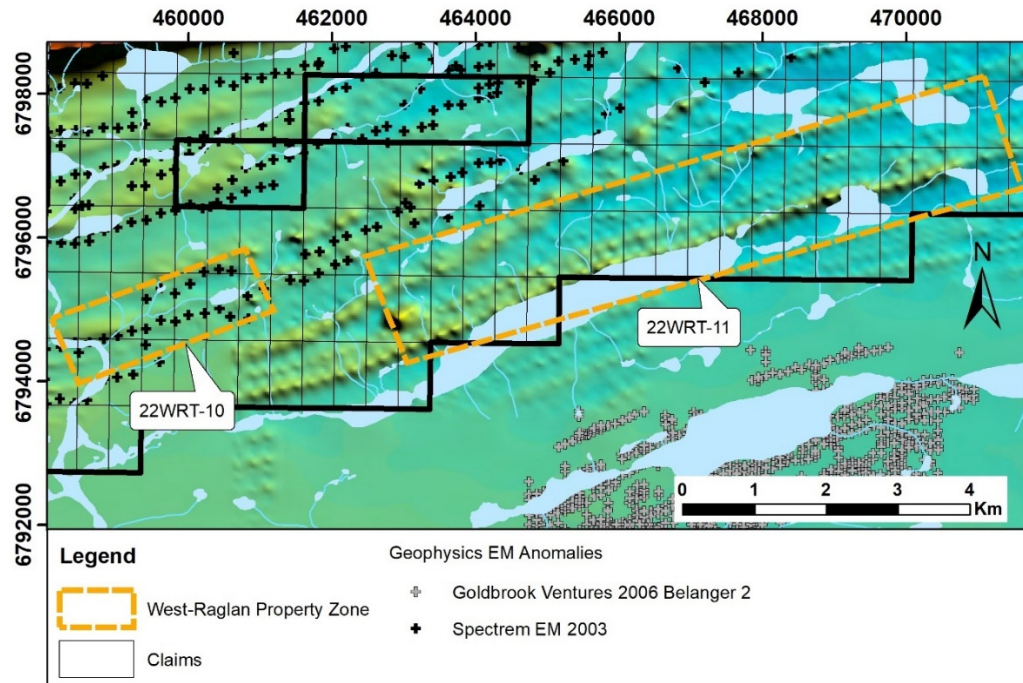 460000 462000 464000 466000 468000 470000
6798000
6796000
6794000
6792000
N
22WRT-11
22WRT-10
0 1 2 3 4
Km
Legend
West-Raglan Property Zone
Claims
Geophysics EM Anomalies
Goldbrook Ventures 2006 Belanger 2
Spectrem EM 2003